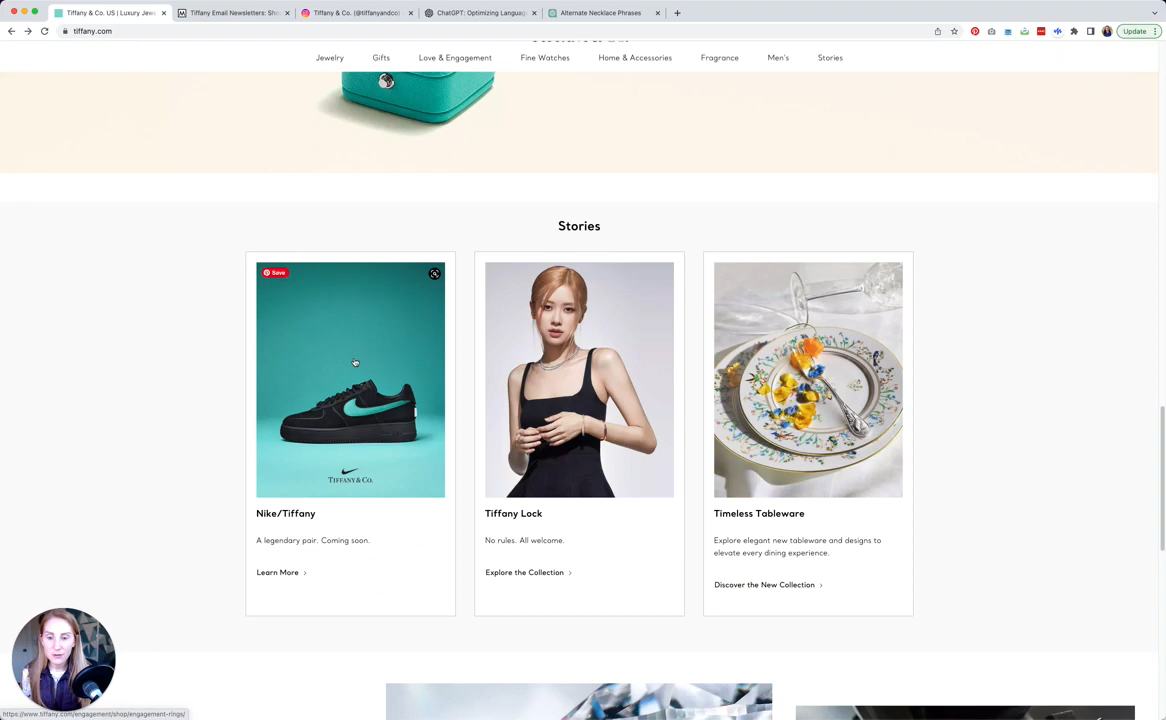 Tiffany & Co. US | Luxury Jewe
Tiffany Email Newsletters: Sho
Tiffany & Co. (@tiffanyandco)
ChatGPT: Optimizing Languag
Alternate Necklace Phrases
tiffany.com
Update
Jewelry
Gifts
Love & Engagement
Fine Watches
Home & Accessories
Fragrance
Men's
Stories
Stories
Save
TIFFANY & CO.
Nike/Tiffany
A legendary pair. Coming soon.
Learn More >
Tiffany Lock
No rules. All welcome.
Explore the Collection >
Timeless Tableware
Explore elegant new tableware and designs to
elevate every dining experience.
Discover the New Collection >
https://www.tiffany.com/engagement/shop/engagement-rings/